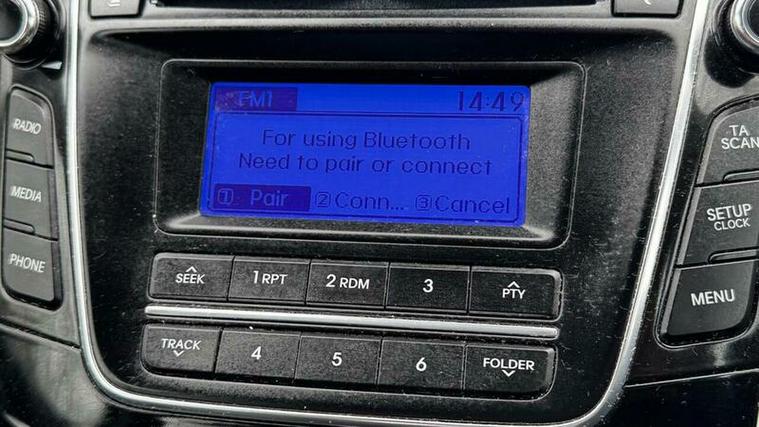 FM1 14:49
For using Bluetooth
Need to pair or connect
1 Pair 2 Conn... 3 Cancel
RADIO
MEDIA
PHONE
SEEK 1 RPT 2 RDM 3 PTY
TRACK 4 5 6 FOLDER
TA
SCAN
SETUP
CLOCK
MENU